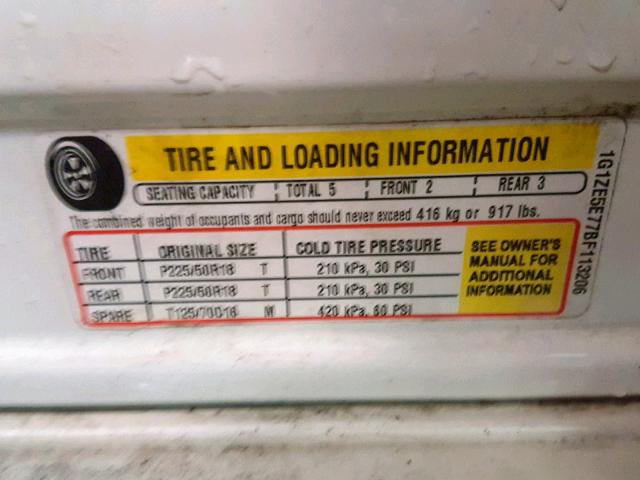 TIRE AND LOADING INFORMATION
SEATING CAPACITY TOTAL 5 FRONT 2 REAR 3
The combined weight of occupants and cargo should never exceed 416 kg or 917 lbs.
TIRE ORIGINAL SIZE COLD TIRE PRESSURE
FRONT P225/50R18 T 210 kPa, 30 PSI
REAR P225/50R18 T 210 kPa, 30 PSI
SPARE T125/70D16 M 420 kPa, 60 PSI
SEE OWNER'S
MANUAL FOR
ADDITIONAL
INFORMATION